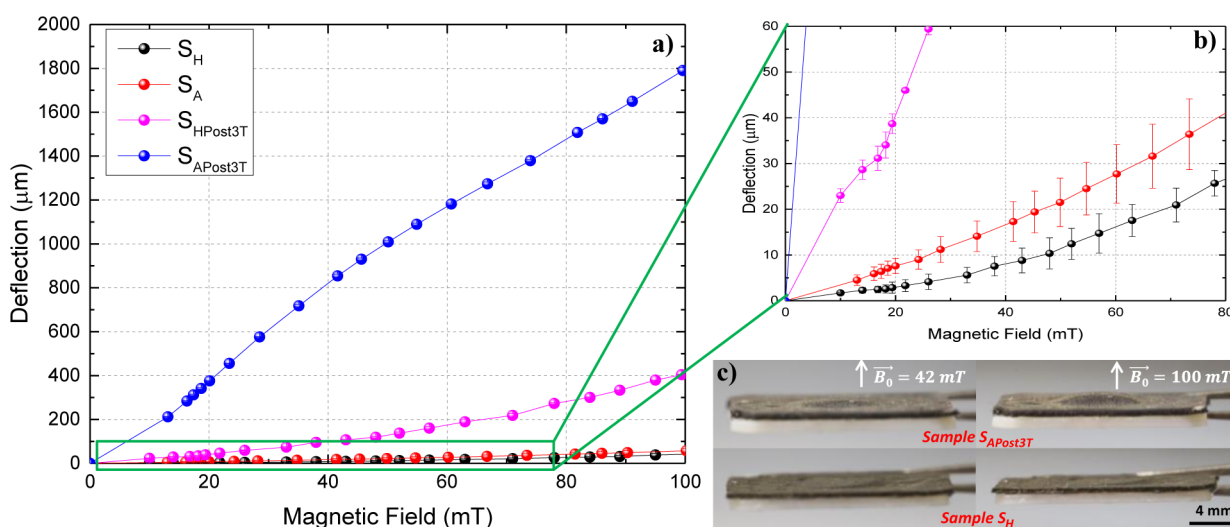 2000
1800
1600
1400
1200
1000
800
600
400
200
0
Deflection (μm)
0 20 40 60 80 100
Magnetic Field (mT)
S_H
S_A
S_HPost3T
S_APost3T
a)
60
50
40
30
20
10
0
Deflection (μm)
0 20 40 60 80
Magnetic Field (mT)
b)
c)
B₀ = 42 mT
B₀ = 100 mT
Sample S_APost3T
Sample S_H
4 mm